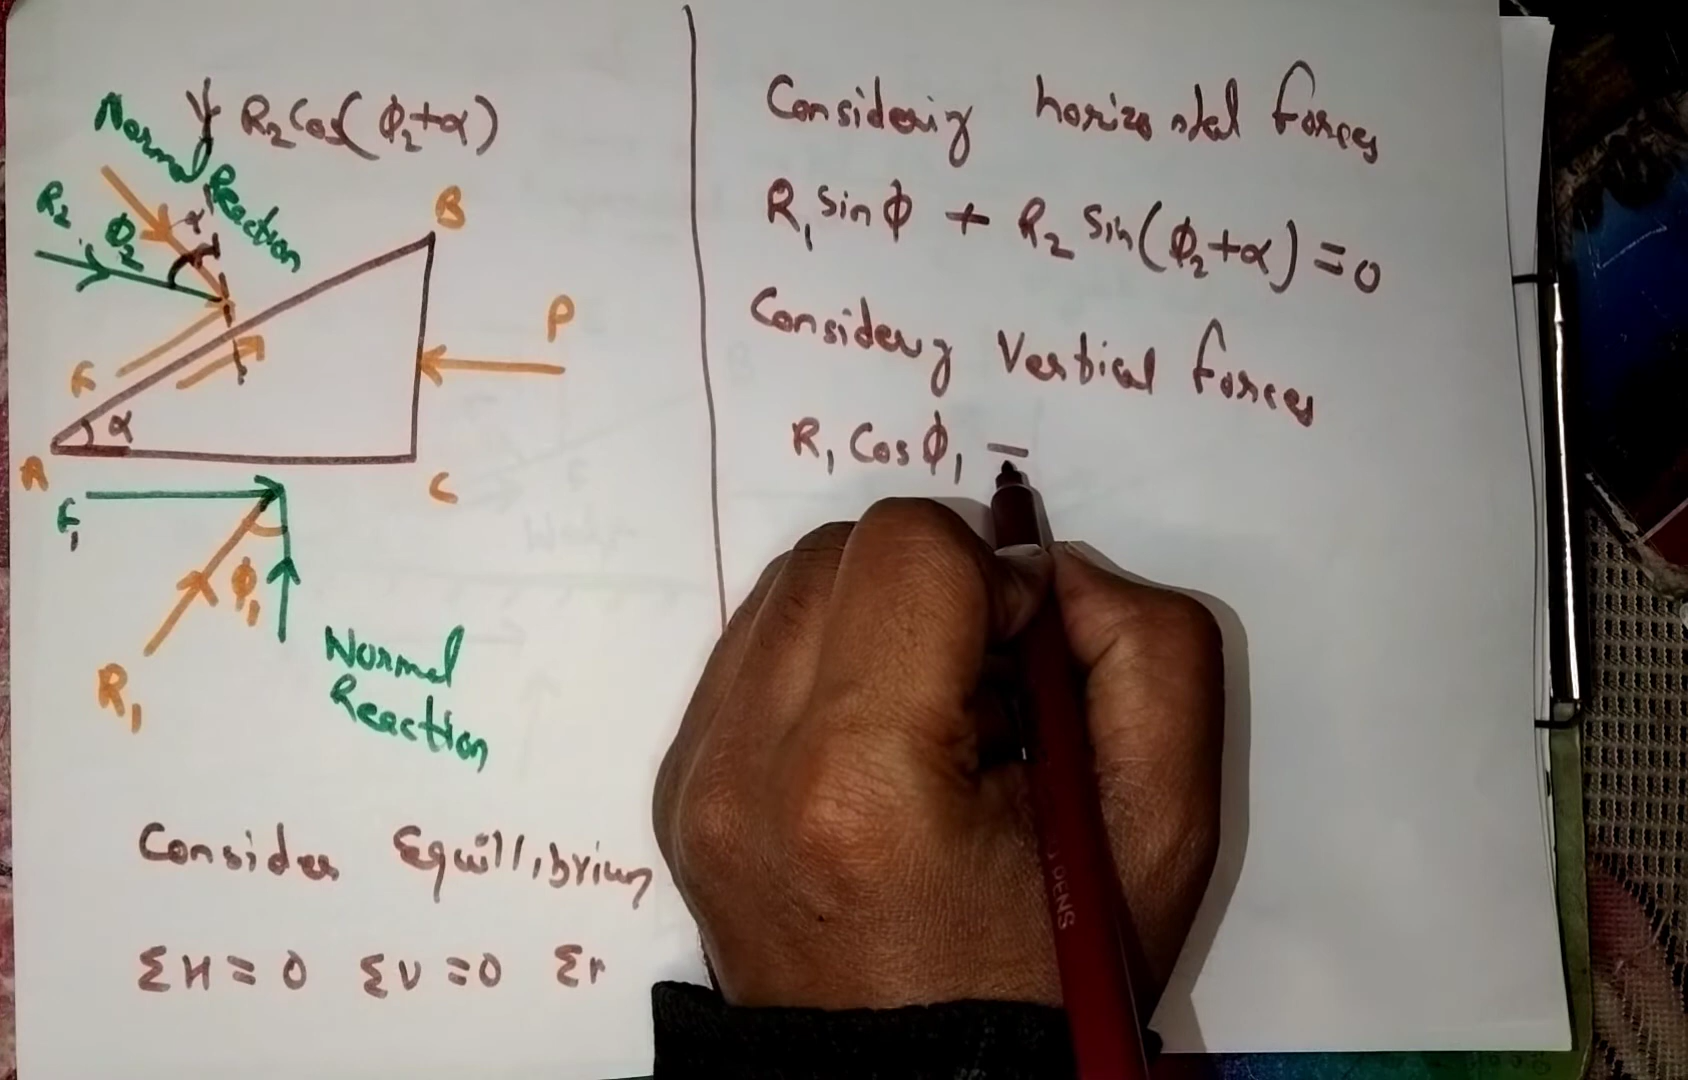 R₂ Cos(ϕ₂+α)
Normal Reaction
R₂
ϕ₂
α
B
P
F
α
A
C
F₁
ϕ₁
R₁
Normal
Reaction
Consider Equillibrium
ΣH = 0 ΣV = 0
Considering horizontal forces
R₁ sin ϕ + R₂ sin(ϕ₂+α) = 0
Considery Vertical forces
R₁ Cos ϕ₁ –